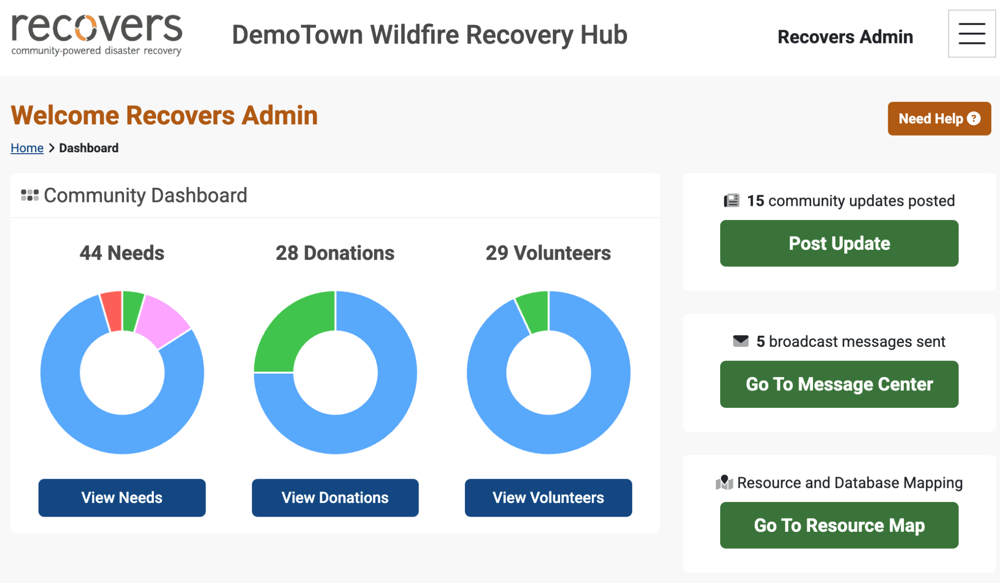 recovers
community-powered disaster recovery
DemoTown Wildfire Recovery Hub
Recovers Admin
Welcome Recovers Admin
Need Help ?
Home > Dashboard
Community Dashboard
44 Needs
28 Donations
29 Volunteers
View Needs
View Donations
View Volunteers
15 community updates posted
Post Update
5 broadcast messages sent
Go To Message Center
Resource and Database Mapping
Go To Resource Map